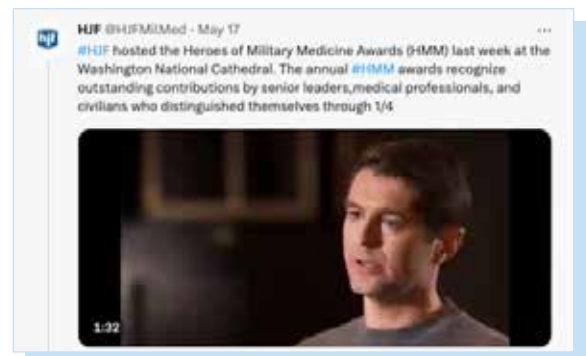 hjf
HJF @HJFMilMed · May 17
#HJF hosted the Heroes of Military Medicine Awards (HMM) last week at the
Washington National Cathedral. The annual #HMM awards recognize
outstanding contributions by senior leaders,medical professionals, and
civilians who distinguished themselves through 1/4
1:32